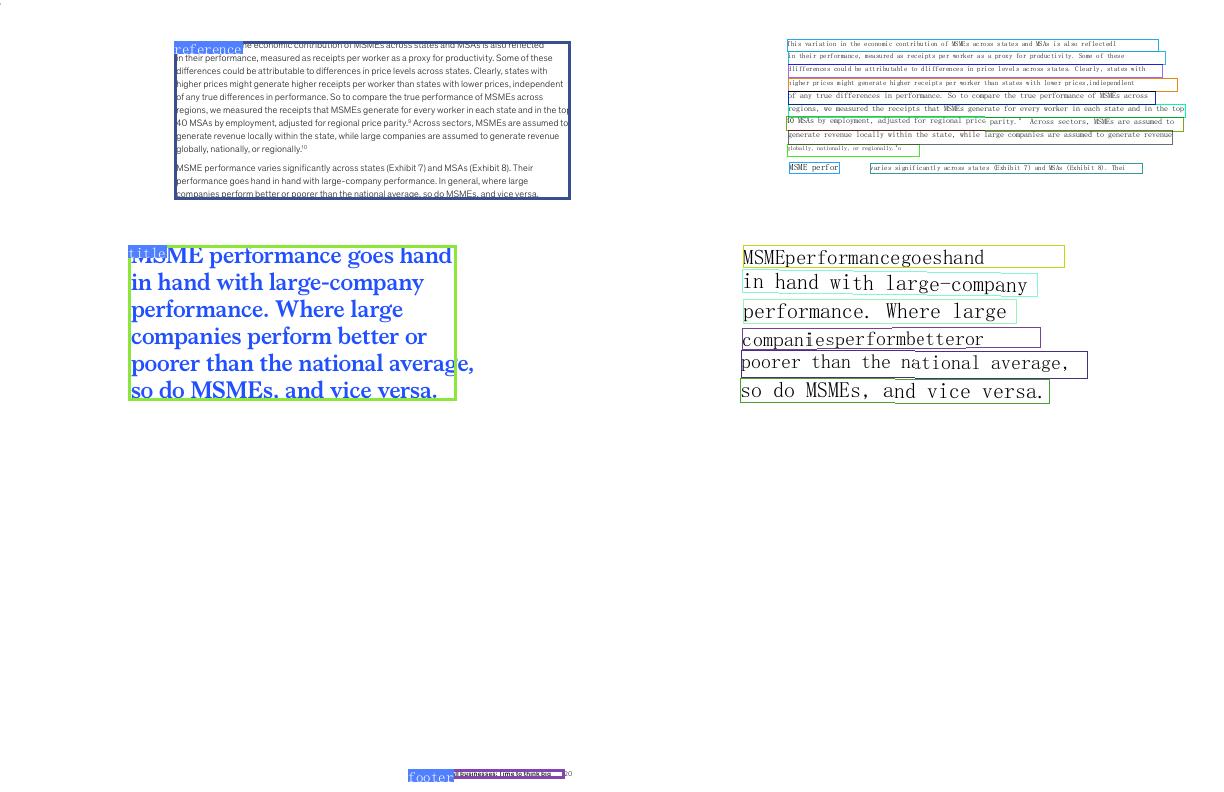 reference
e economic contribution of MSMEs across states and MSAs is also reflected
in their performance, measured as receipts per worker as a proxy for productivity. Some of these
differences could be attributable to differences in price levels across states. Clearly, states with
higher prices might generate higher receipts per worker than states with lower prices, independent
of any true differences in performance. So to compare the true performance of MSMEs across
regions, we measured the receipts that MSMEs generate for every worker in each state and in the top
40 MSAs by employment, adjusted for regional price parity.⁹ Across sectors, MSMEs are assumed to
generate revenue locally within the state, while large companies are assumed to generate revenue
globally, nationally, or regionally.¹⁰
MSME performance varies significantly across states (Exhibit 7) and MSAs (Exhibit 8). Their
performance goes hand in hand with large-company performance. In general, where large
companies perform better or poorer than the national average, so do MSMEs, and vice versa.
title
MSME performance goes hand
in hand with large-company
performance. Where large
companies perform better or
poorer than the national average,
so do MSMEs, and vice versa.
This variation in the economic contribution of MSMEs across states and MSAs is also reflectedl
in their performance, measured as receipts per worker as a proxy for productivity. Some of these
dlifferences could be attributable to dlifferences in price levels across states. Clearly, states with
higher prices might generate higher receipts per worker than states with lower prices,independent
of any true differences in performance. So to compare the true performance of MSMEs across
regions, we measured the receipts that MSMEs generate for every worker in each state and in the top
40 MSAs by employment, adjusted for regional price parity.° Across sectors, MSMEs are assumed to
generate revenue locally within the state, while large companies are assumed to generate revenue
globally, nationally, or regionally.
MSME perfor varies significantly across states (Exhibit 7) and MSAs (Exhibit 8). Thei
MSMEperformancegoeshand
in hand with large-company
performance. Where large
companiesperformbetteror
poorer than the national average,
so do MSMEs, and vice versa.
footer businesses: Time to think big 20